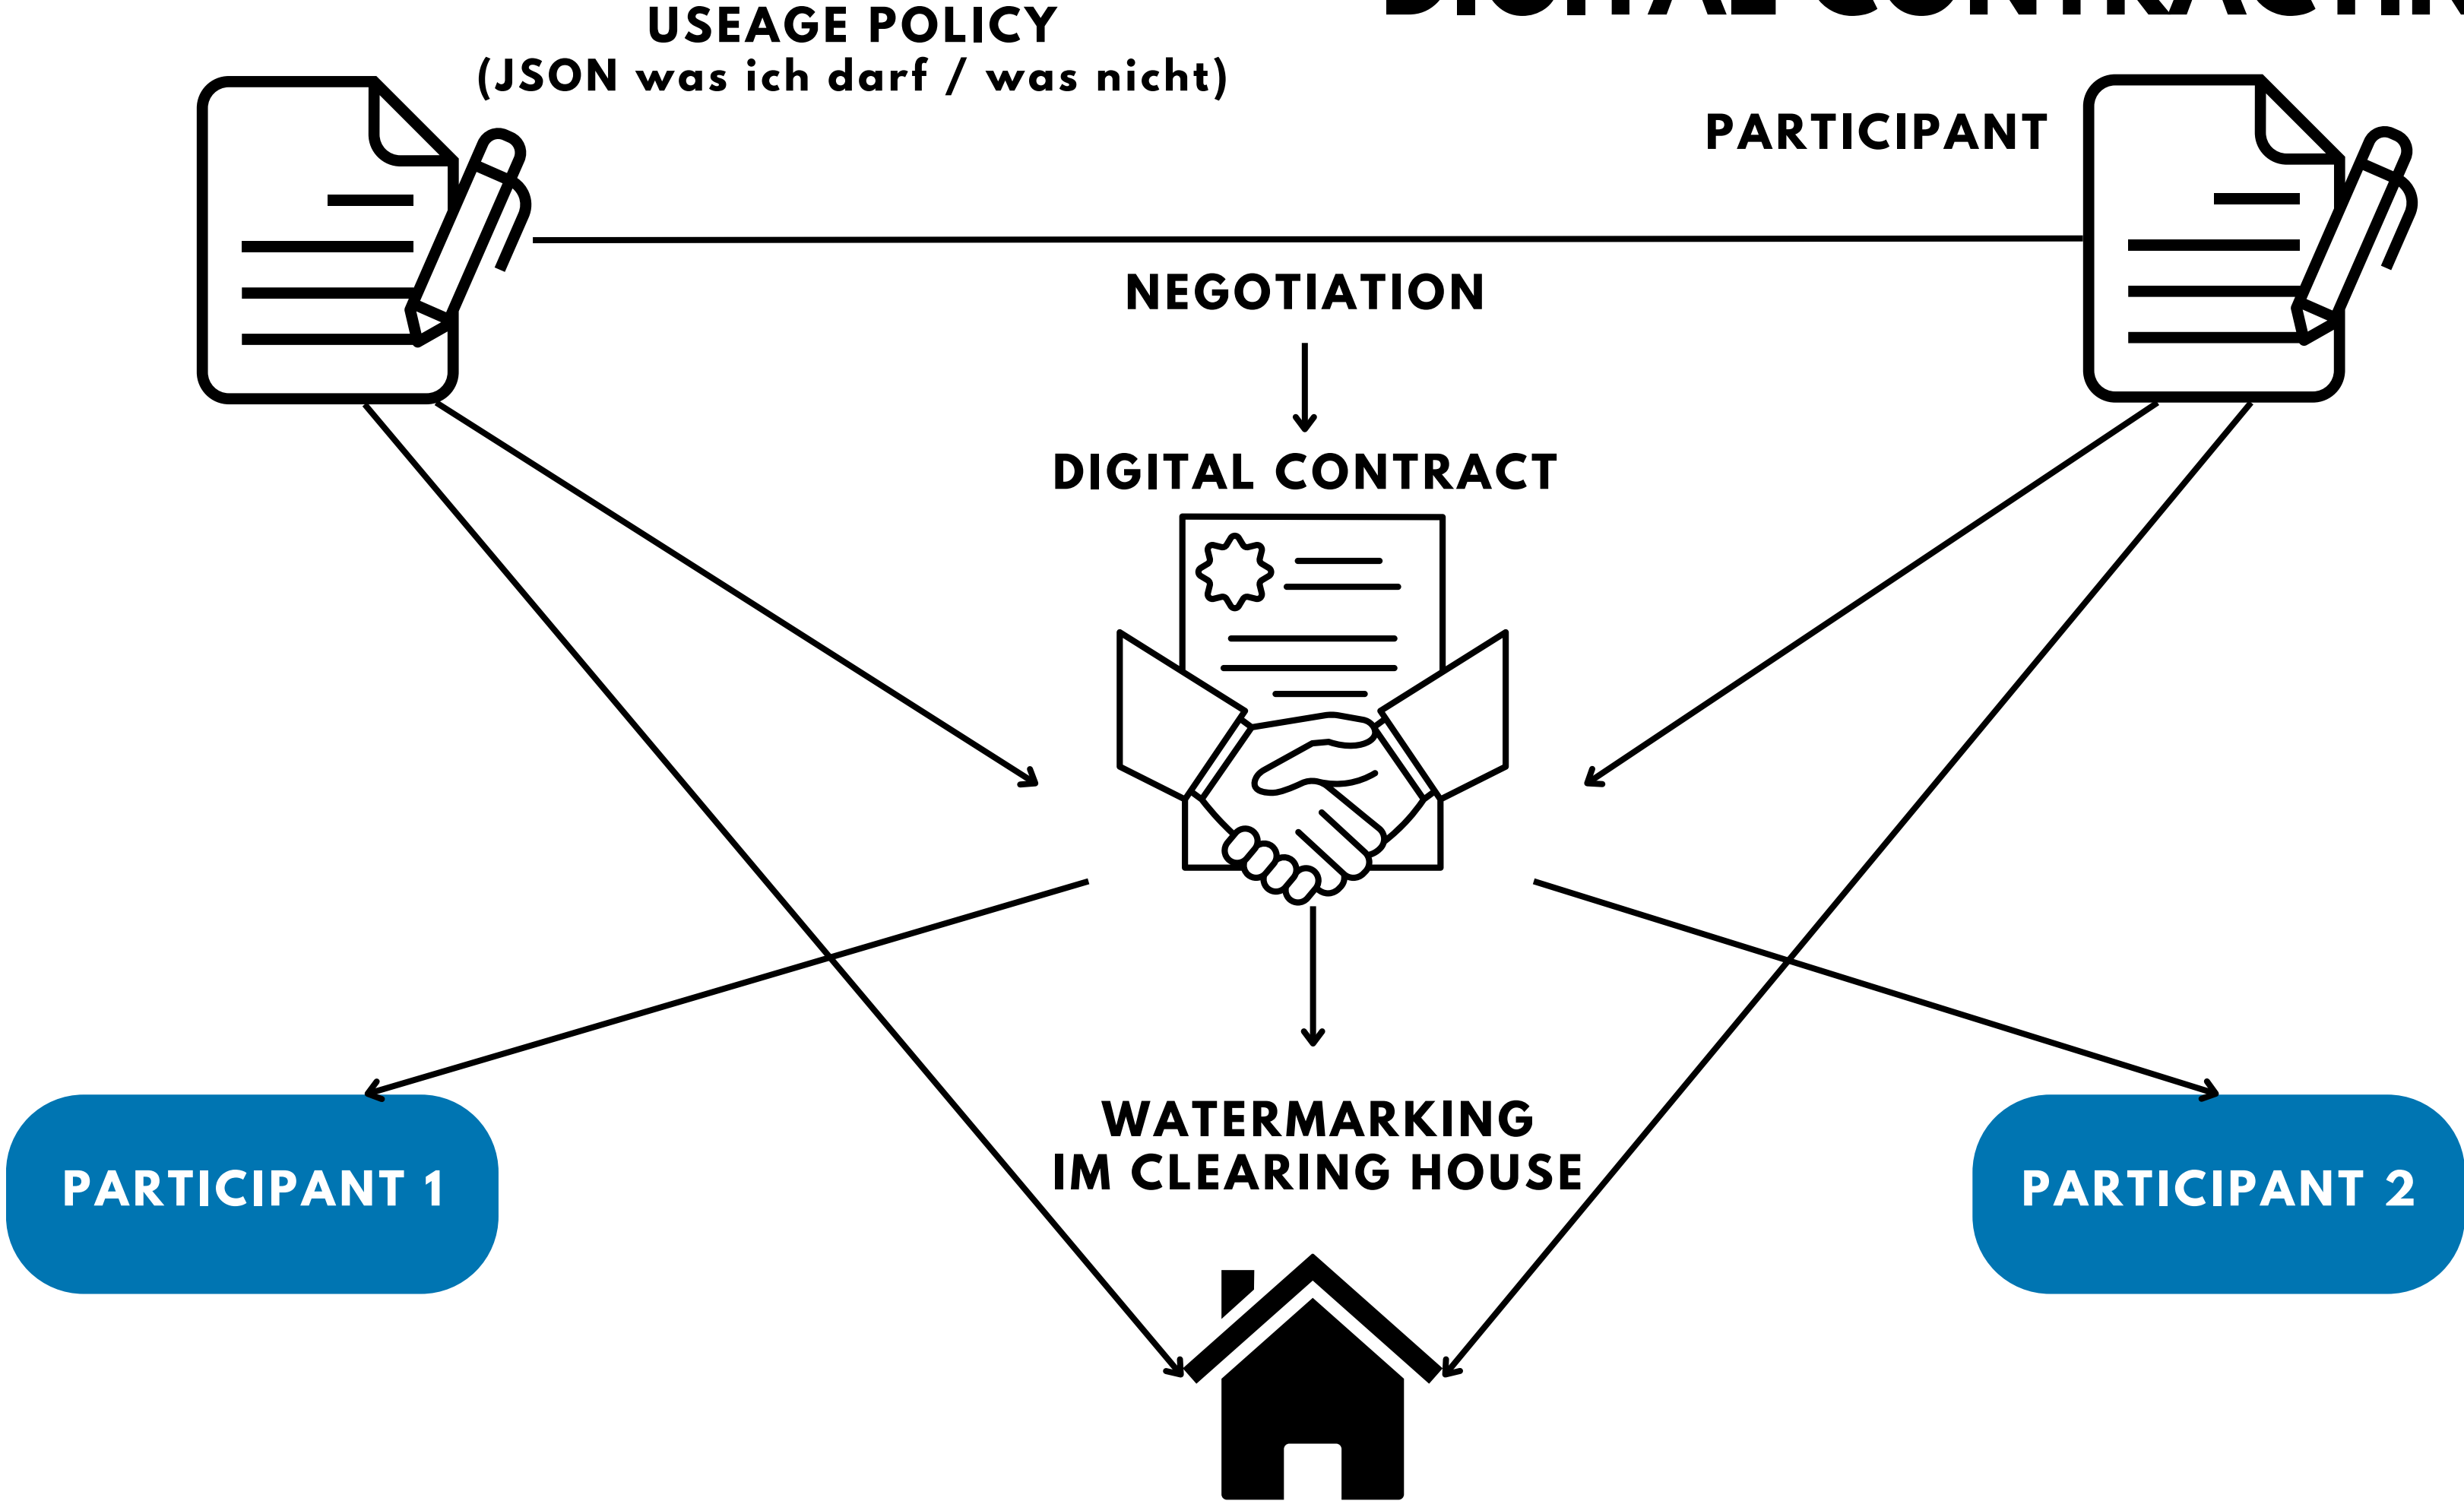 USEAGE POLICY
(JSON was ich darf / was nicht)
PARTICIPANT
NEGOTIATION
DIGITAL CONTRACT
WATERMARKING
IM CLEARING HOUSE
PARTICIPANT 1
PARTICIPANT 2